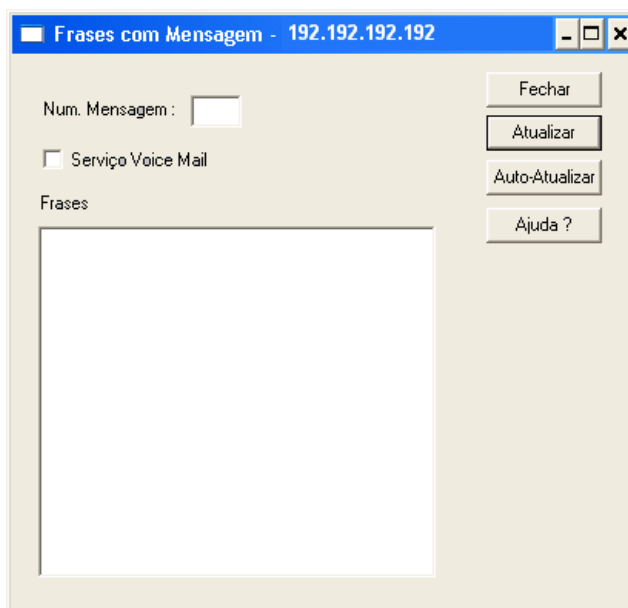 Frases com Mensagem - 192.192.192.192
Fechar
Num. Mensagem :
Atualizar
Serviço Voice Mail
Auto-Atualizar
Frases
Ajuda ?